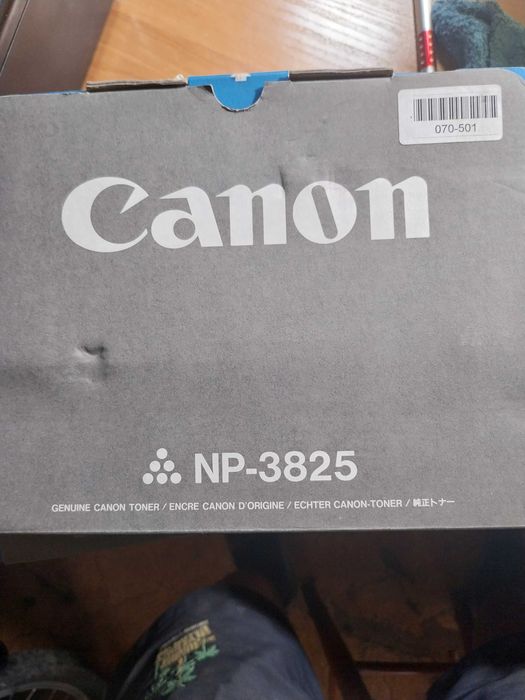 070-501
Canon
NP-3825
GENUINE CANON TONER / ENCRE CANON D'ORIGINE / ECHTER CANON-TONER / 純正トナー